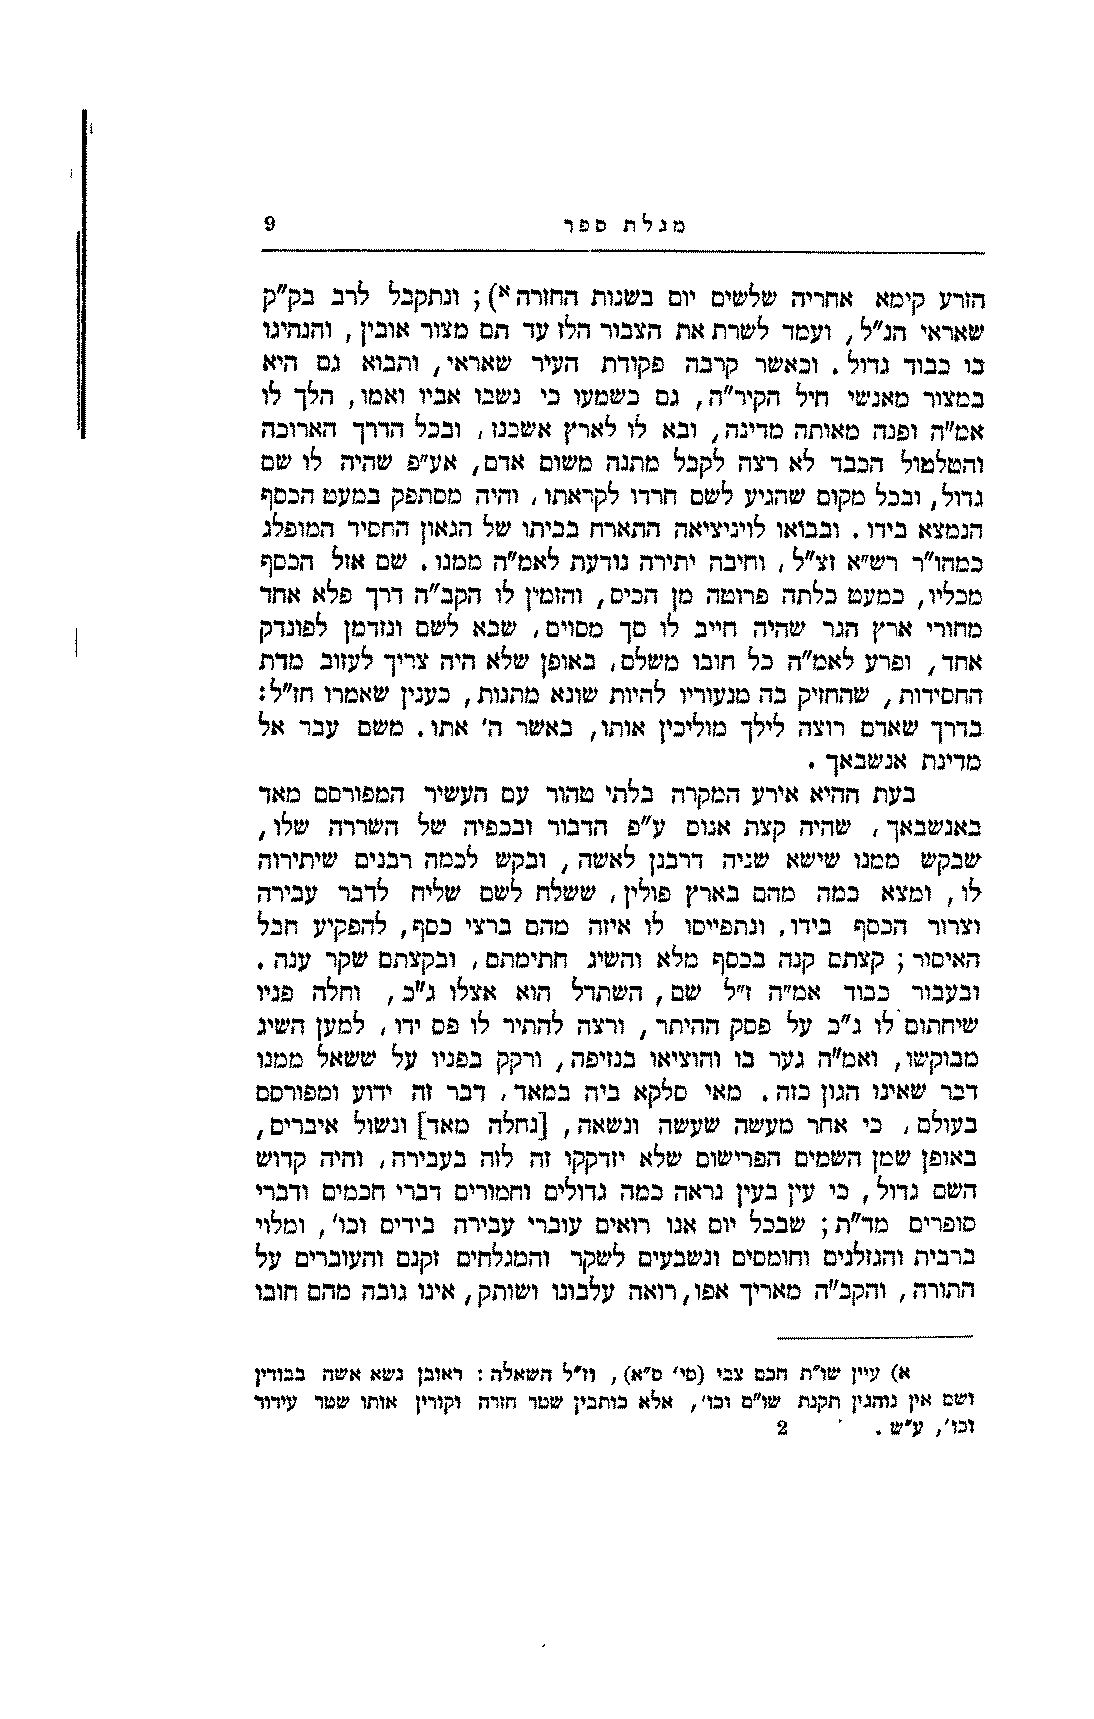 מגלת ספר 9
הזרע קימא אחריה שלשים יום בשנות החזרה א); ונתקבל לרב בק"ק
שאראי הנ"ל, ועמד לשרת את הצבור הלז עד תם מצור אובין, והנהיגו
בו כבוד גדול. וכאשר קרבה פקודת העיר שאראי, ותבוא גם היא
במצור מאנשי חיל הקיר"ה, גם כשמעו כי נשבו אביו ואמו, הלך לו
אמ"ה ופנה מאותה מדינה, ובא לו לארץ אשכנז, ובכל הדרך הארוכה
והטלטול הכבד לא רצה לקבל מתנה משום אדם, אע"פ שהיה לו שם
גדול, ובכל מקום שהגיע לשם חרדו לקראתו, והיה מסתפק במעט הכסף
הנמצא בידו. ובבואו לויניציאה התארח בביתו של הגאון החסיד המופלג
כמהו"ר רש"א זצ"ל, וחיבה יתירה נודעת לאמ"ה ממנו. שם אזל הכסף
מכליו, כמעט כלתה פרוטה מן הכיס, והזמין לו הקב"ה דרך פלא אחד
מחורי ארץ הגר שהיה חייב לו סך מסוים, שבא לשם ונזדמן לפונדק
אחד, ופרע לאמ"ה כל חובו משלם, באופן שלא היה צריך לעזוב מדת
החסידות, שהחזיק בה מנעוריו להיות שונא מתנות, כענין שאמרו חז"ל:
בדרך שאדם רוצה לילך מוליכין אותו, באשר ה' אתו. משם עבר אל
מדינת אנשבאך.
בעת ההיא אירע המקרה בלתי טהור עם העשיר המפורסם מאד
באנשבאך, שהיה קצת אנוס ע"פ הדבור ובכפיה של השררה שלו,
שבקש ממנו שישא שניה דרבנן לאשה, ובקש לכמה רבנים שיתירוה
לו, ומצא כמה מהם בארץ פולין, ששלח לשם שליח לדבר עבירה
וצרור הכסף בידו, ונתפייסו לו איזה מהם ברצי כסף, להפקיע חבל
האיסור; קצתם קנה בכסף מלא והשיג חתימתם, ובקצתם שקר ענה.
ובעבור כבוד אמ"ה ז"ל שם, השתדל הוא אצלו ג"כ, וחלה פניו
שיחתום לו ג"כ על פסק ההיתר, ורצה להתיר לו פס ידו, למען השיג
מבוקשו, ואמ"ה גער בו והוציאו בנזיפה, ורקק בפניו על ששאל ממנו
דבר שאינו הגון כזה. מאי סלקא ביה במאד, דבר זה ידוע ומפורסם
בעולם, כי אחר מעשה שעשה ונשאה, [נחלה מאד] ונשול איברים,
באופן שמן השמים הפרישום שלא יזדקקו זה לזה בעבירה, והיה קדוש
השם גדול, כי עין בעין נראה כמה גדולים וחמורים דברי חכמים ודברי
סופרים מד"ת; שבכל יום אנו רואים עוברי עבירה בידים וכו', ומלוי
ברבית והגזלנים וחומסים ונשבעים לשקר והמגלחים זקנם והעוברים על
התורה, והקב"ה מאריך אפו, רואה עלבונו ושותק, אינו גובה מהם חובו
א) עיין שו"ת חכם צבי (סי' ס"א), וז"ל השאלה: ראובן נשא אשה בבודין
ושם אין נוהגין תקנת שו"ם וכו', אלא כותבין שטר חזרה וקורין אותו שטר עידור
וכו', ע"ש. 2